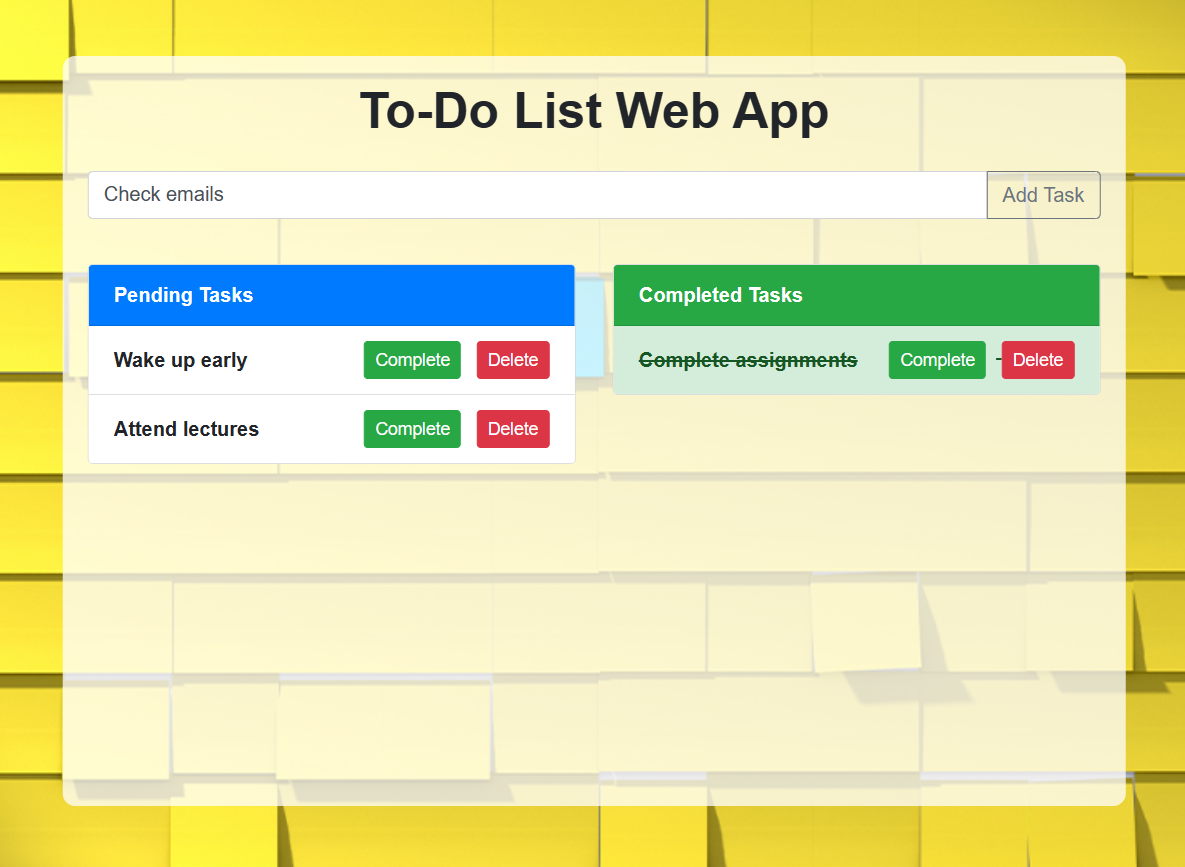 To-Do List Web App
Check emails Add Task
Pending Tasks
Wake up early Complete Delete
Attend lectures Complete Delete
Completed Tasks
Complete assignments Complete Delete